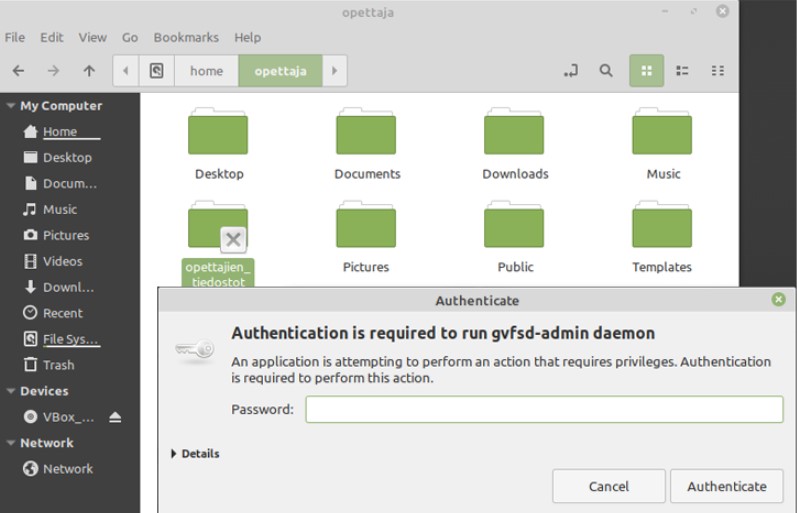 opettaja
File Edit View Go Bookmarks Help
home opettaja
My Computer
Home
Desktop
Docum...
Music
Pictures
Videos
Downl...
Recent
File Sys...
Trash
Devices
VBox_...
Network
Network
Desktop Documents Downloads Music
opettajien_
tiedostot
Pictures Public Templates
Authenticate
Authentication is required to run gvfsd-admin daemon
An application is attempting to perform an action that requires privileges. Authentication
is required to perform this action.
Password:
Details
Cancel Authenticate